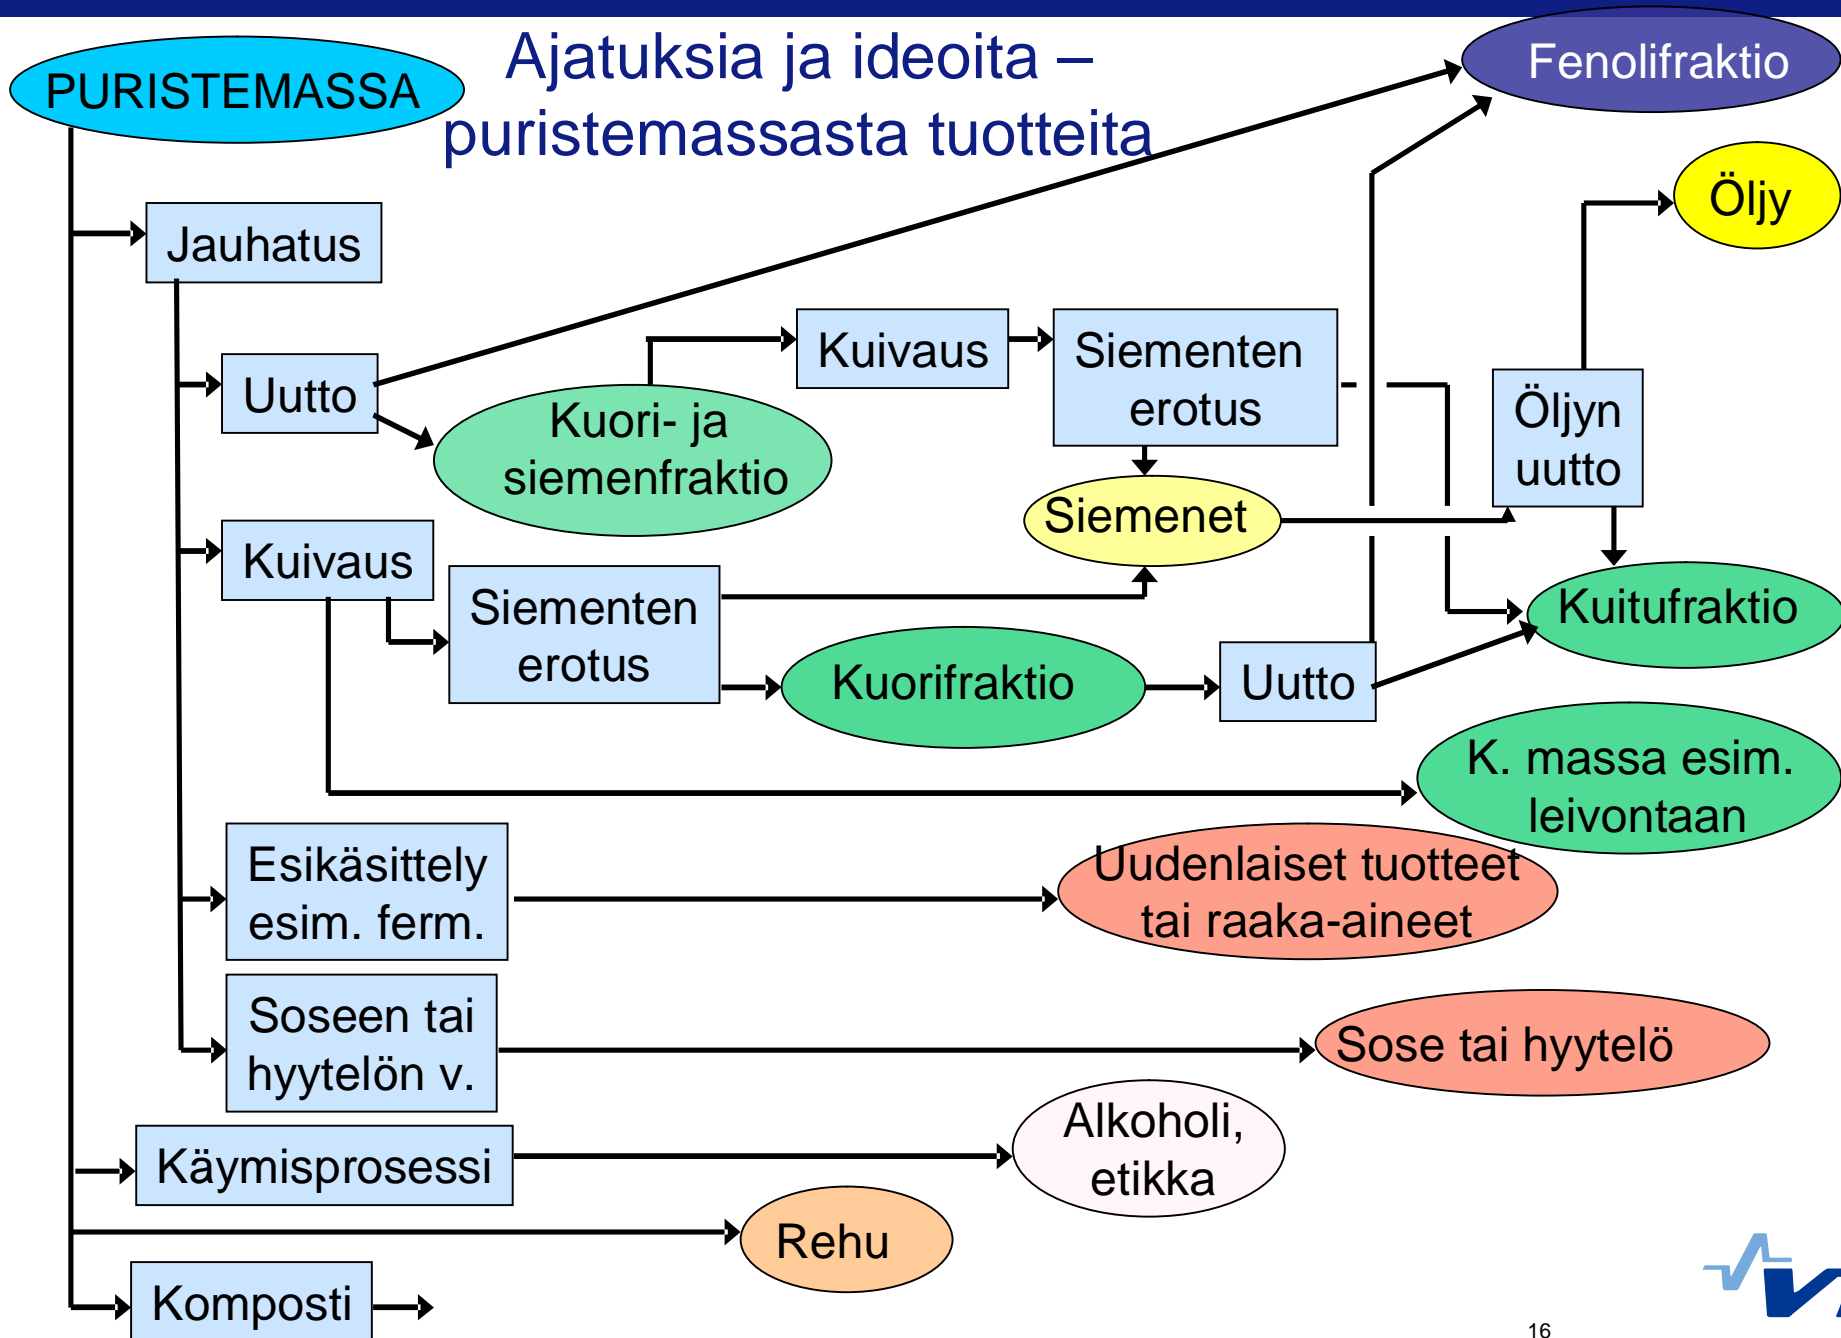 Ajatuksia ja ideoita –
puristemassasta tuotteita
PURISTEMASSA
Fenolifraktio
Öljy
Jauhatus
Uutto
Kuori- ja
siemenfraktio
Kuivaus
Siementen
erotus
Öljyn
uutto
Siemenet
Kuivaus
Siementen
erotus
Kuorifraktio
Uutto
Kuitufraktio
K. massa esim.
leivontaan
Esikäsittely
esim. ferm.
Uudenlaiset tuotteet
tai raaka-aineet
Soseen tai
hyytelön v.
Sose tai hyytelö
Käymisprosessi
Alkoholi,
etikka
Rehu
Komposti
16